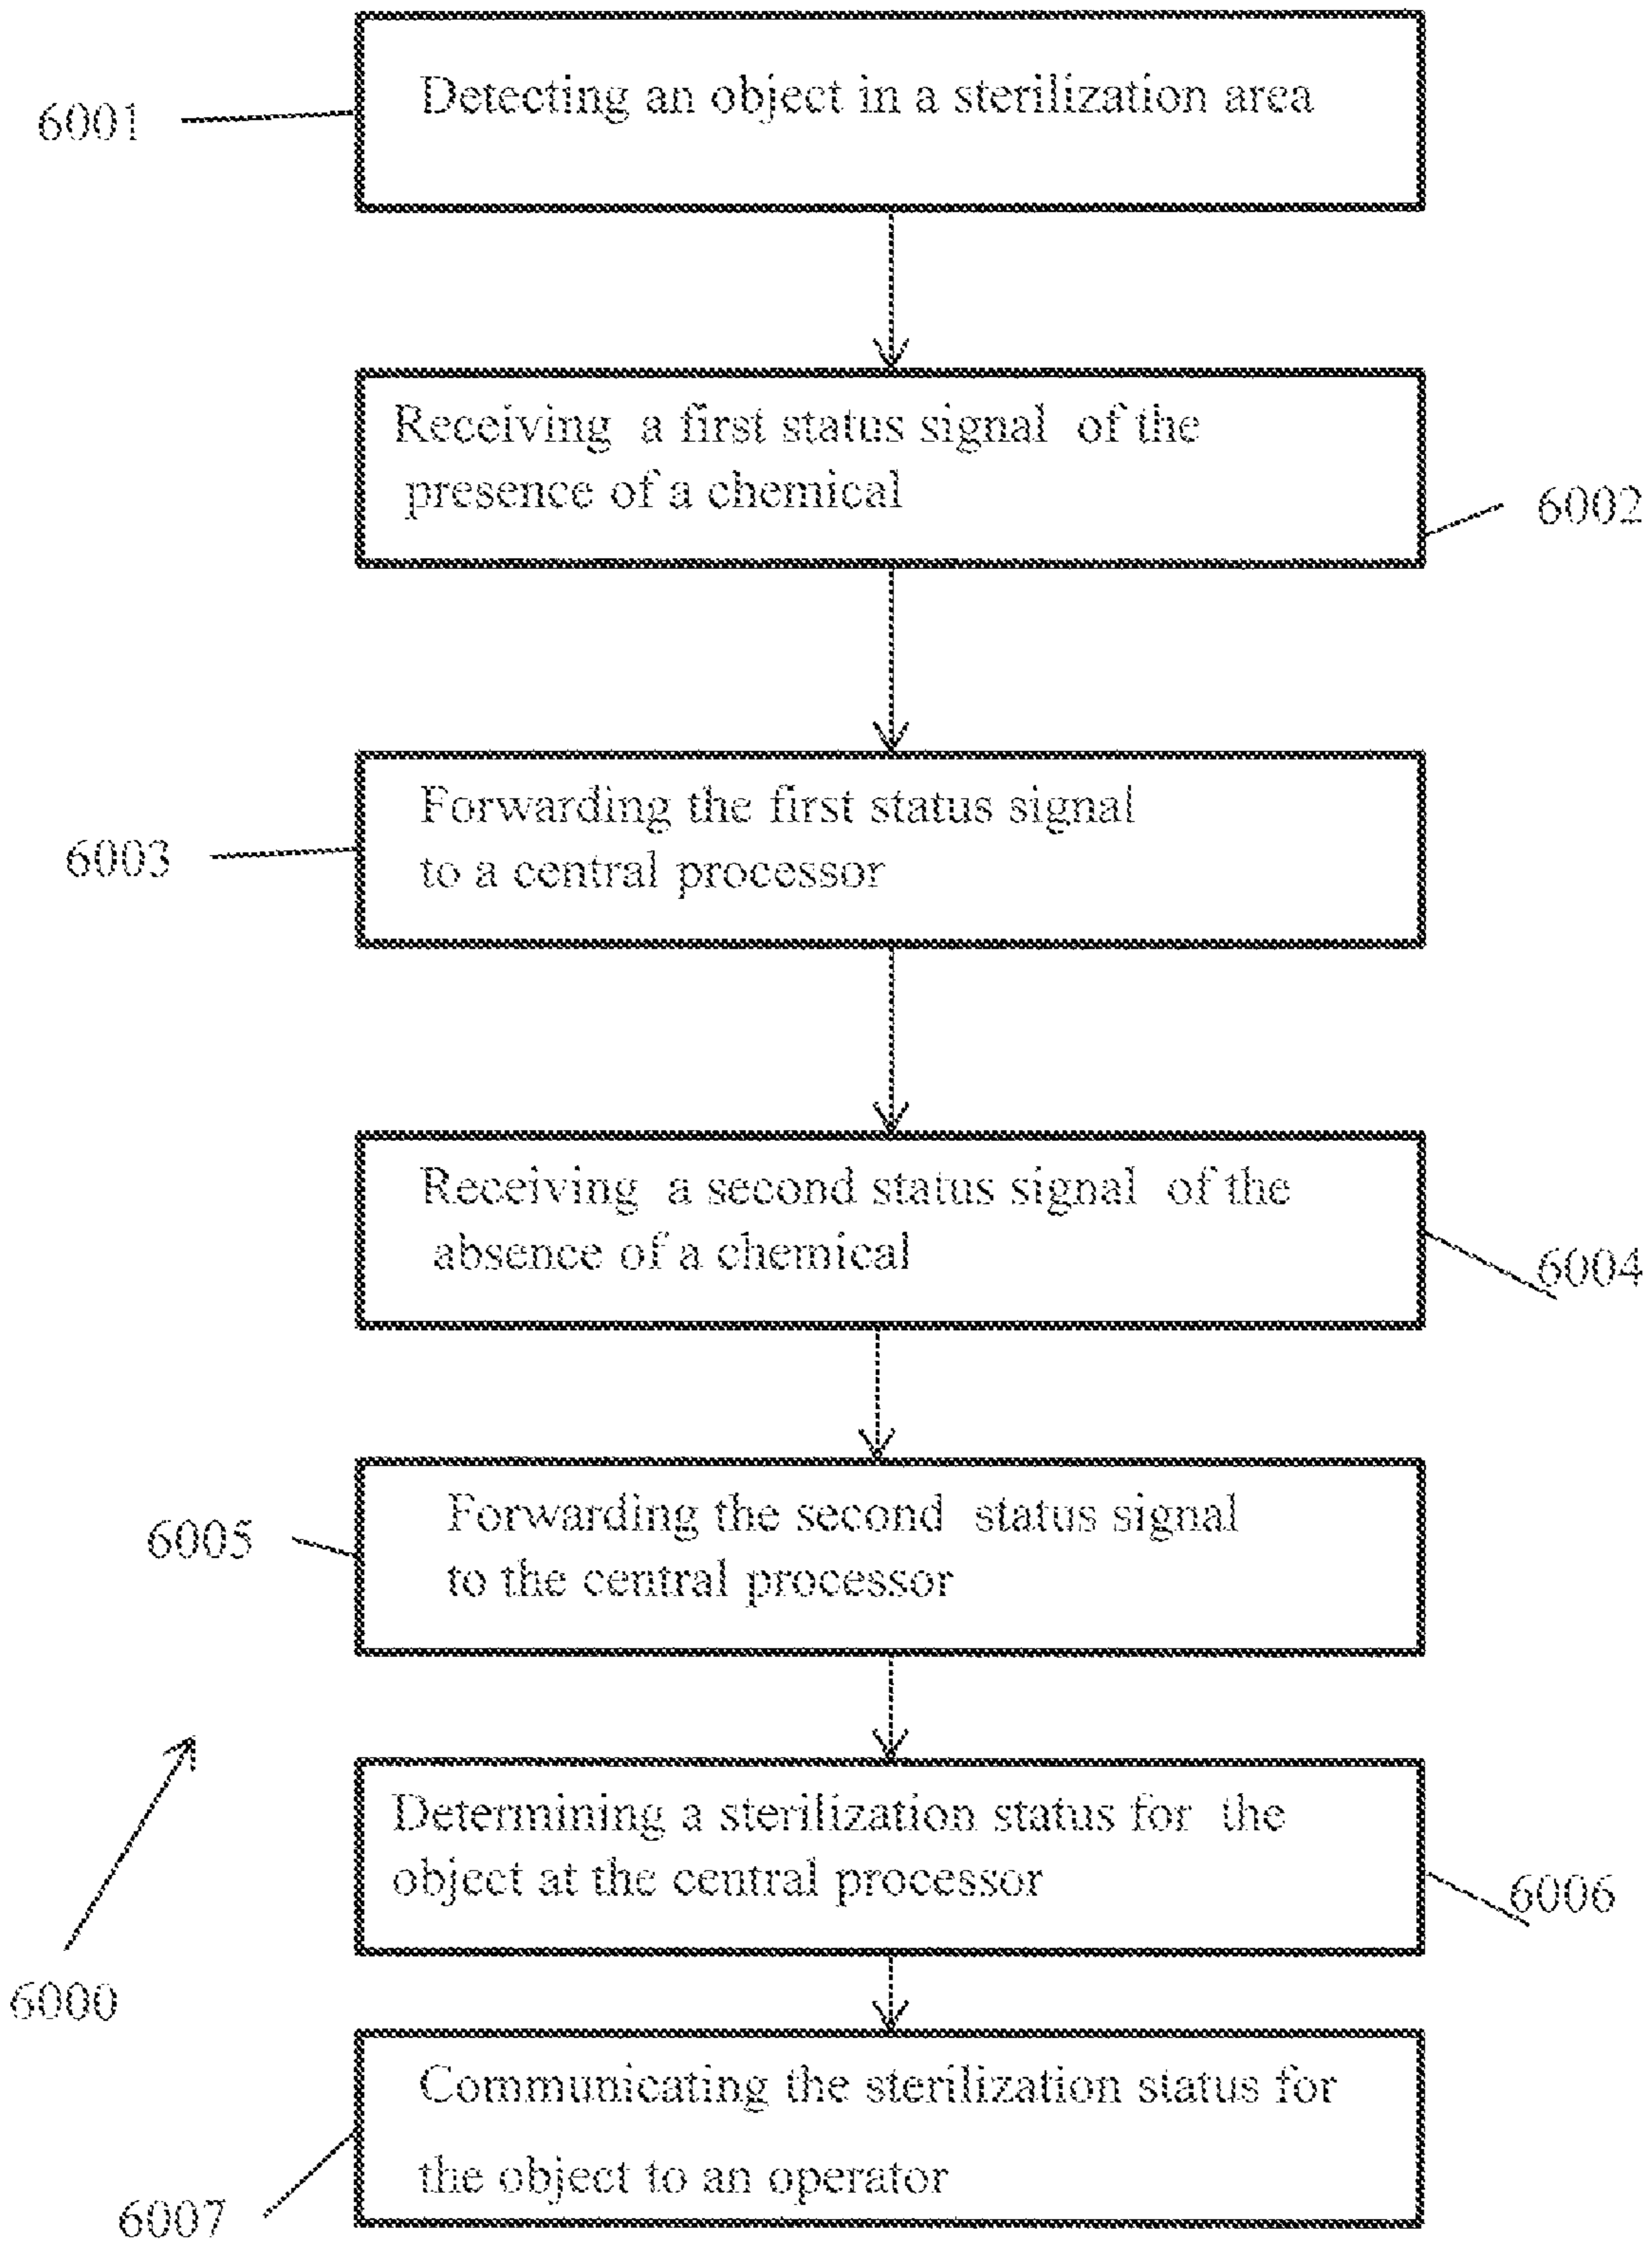 Detecting an object in a sterilization area
6001
Receiving a first status signal of the
presence of a chemical
6002
Forwarding the first status signal
to a central processor
6003
Receiving a second status signal of the
absence of a chemical
6004
Forwarding the second status signal
to the central processor
6005
Determining a sterilization status for the
object at the central processor
6006
6000
Communicating the sterilization status for
the object to an operator
6007